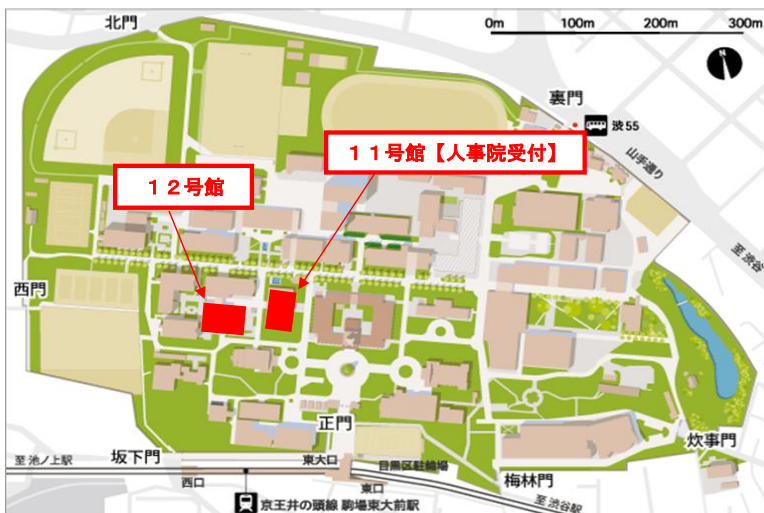 北門
0m 100m 200m 300m
N
裏門
渋55
１１号館【人事院受付】
山手通り
１２号館
至渋谷
西門
正門
炊事門
至 池ノ上駅
坂下門
東大口
目黒区駐輪場
西口
東口
梅林門
至 渋谷駅
京王井の頭線 駒場東大前駅